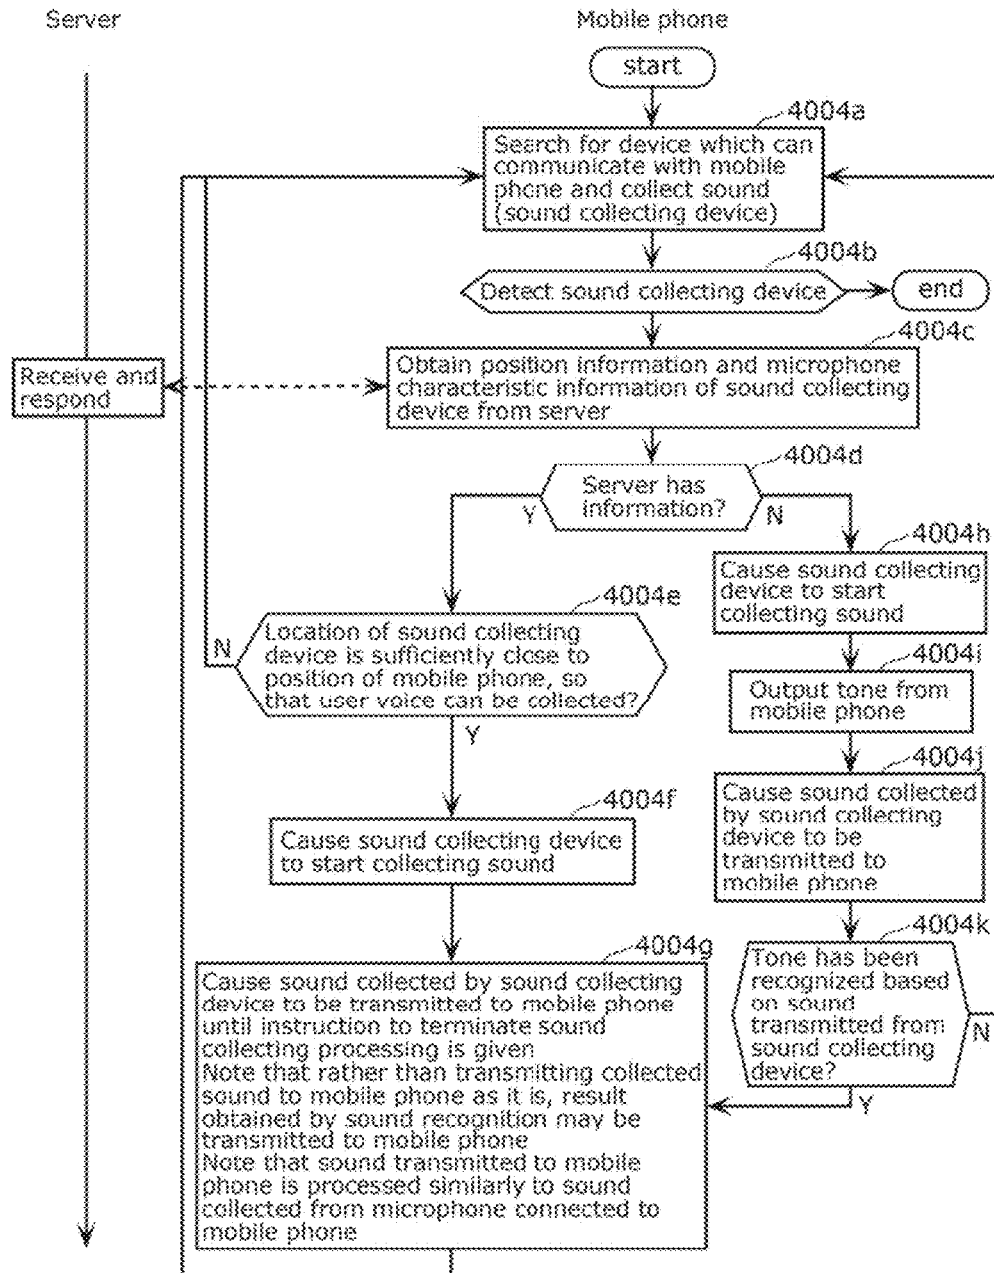 Server
Mobile phone
start
4004a
Search for device which can
communicate with mobile
phone and collect sound
(sound collecting device)
4004b
Detect sound collecting device
end
4004c
Receive and
respond
Obtain position information and microphone
characteristic information of sound collecting
device from server
4004d
Server has
information?
Y
N
4004h
Cause sound collecting
device to start
collecting sound
4004e
N
Location of sound collecting
device is sufficiently close to
position of mobile phone, so
that user voice can be collected?
Y
4004i
Output tone from
mobile phone
4004j
Cause sound collected
by sound collecting
device to be
transmitted to
mobile phone
4004f
Cause sound collecting device
to start collecting sound
4004k
Tone has been
recognized based
on sound
transmitted from
sound collecting
device?
N
Y
4004g
Cause sound collected by sound collecting
device to be transmitted to mobile phone
until instruction to terminate sound
collecting processing is given
Note that rather than transmitting collected
sound to mobile phone as it is, result
obtained by sound recognition may be
transmitted to mobile phone
Note that sound transmitted to mobile
phone is processed similarly to sound
collected from microphone connected to
mobile phone